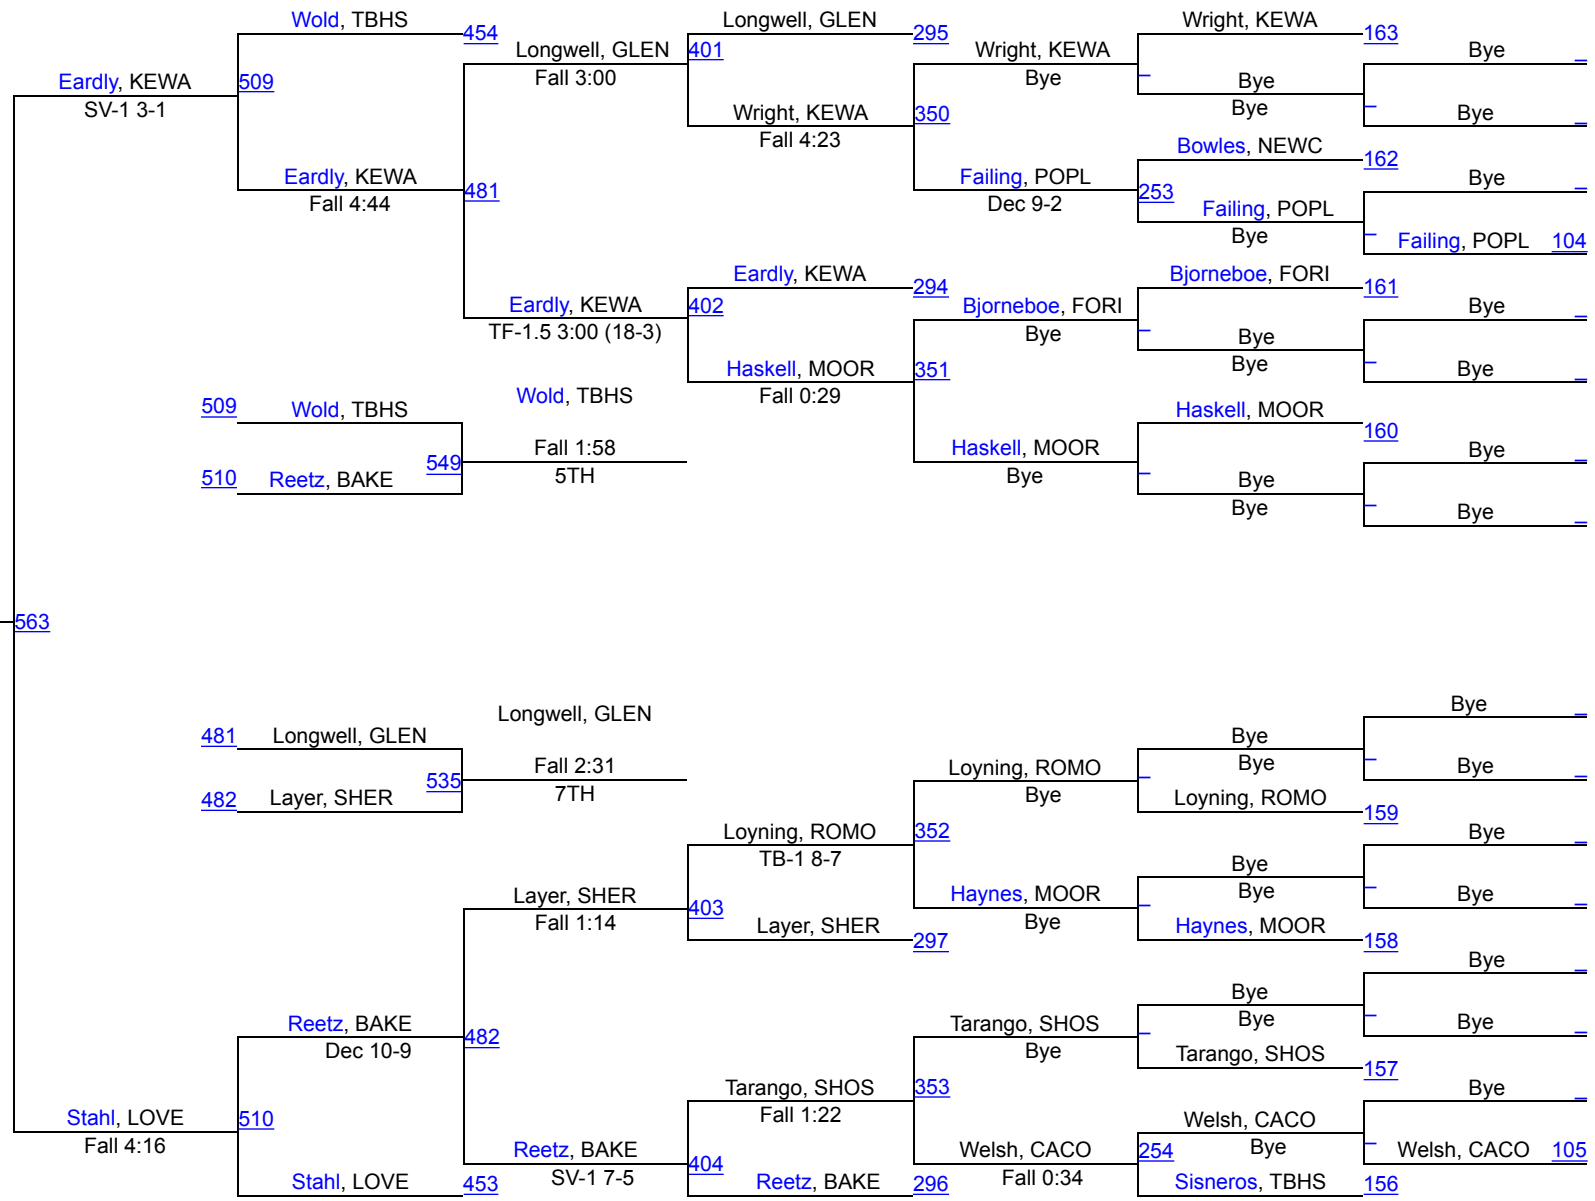 Wold, TBHS
454
Longwell, GLEN
295
Wright, KEWA
163
Bye
Longwell, GLEN
401
Fall 3:00
Wright, KEWA
Bye
Bye
Bye
Bye
Eardly, KEWA
509
SV-1 3-1
Wright, KEWA
350
Fall 4:23
Bowles, NEWC
162
Bye
Eardly, KEWA
Fall 4:44
481
Failing, POPL
253
Dec 9-2
Failing, POPL
Bye
Failing, POPL 104
Eardly, KEWA
294
Bjorneboe, FORI
161
Eardly, KEWA
402
TF-1.5 3:00 (18-3)
Bjorneboe, FORI
Bye
Bye
Bye
Bye
Bye
Haskell, MOOR
351
Fall 0:29
509
Wold, TBHS
Wold, TBHS
Haskell, MOOR
160
Fall 1:58
549
5TH
510
Reetz, BAKE
Haskell, MOOR
Bye
Bye
Bye
Bye
Bye
563
481
Longwell, GLEN
Longwell, GLEN
Fall 2:31
535
7TH
482
Layer, SHER
Bye
Bye
Bye
Bye
Loyning, ROMO
Bye
Loyning, ROMO
159
Loyning, ROMO
352
TB-1 8-7
Bye
Bye
Bye
Bye
Layer, SHER
403
Fall 1:14
Haynes, MOOR
Bye
Layer, SHER
297
Haynes, MOOR
158
Bye
Bye
Bye
Bye
Reetz, BAKE
482
Dec 10-9
Tarango, SHOS
Bye
Tarango, SHOS
157
Tarango, SHOS
353
Fall 1:22
Bye
Stahl, LOVE
510
Fall 4:16
Welsh, CACO
Bye
Reetz, BAKE
404
SV-1 7-5
Welsh, CACO
254
Fall 0:34
Welsh, CACO 105
Stahl, LOVE
453
Reetz, BAKE
296
Sisneros, TBHS
156